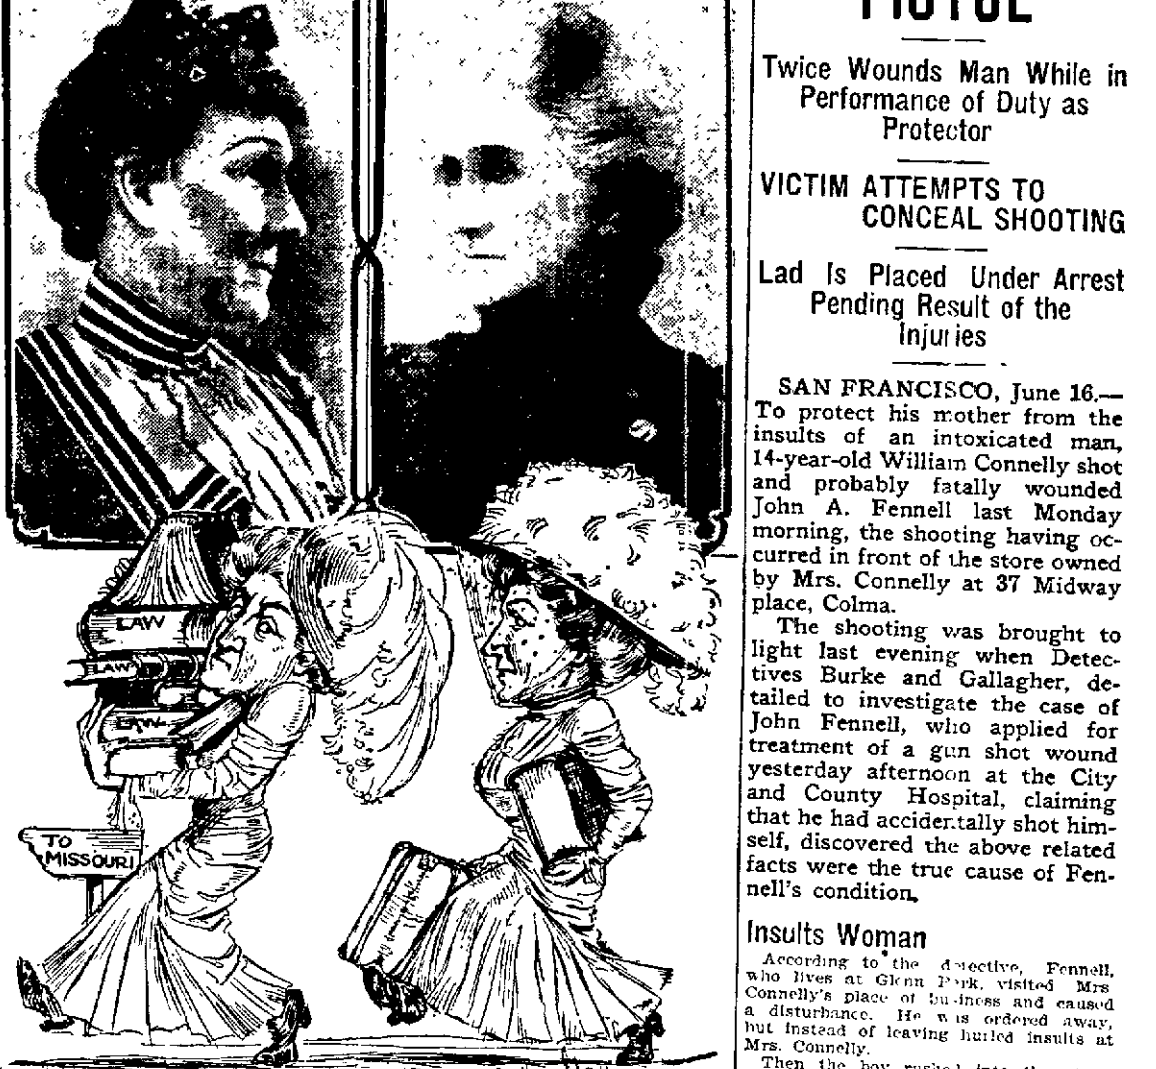 LAW
LAW
LAW
TO
MISSOURI
Twice Wounds Man While in
Performance of Duty as
Protector
VICTIM ATTEMPTS TO
CONCEAL SHOOTING
Lad Is Placed Under Arrest
Pending Result of the
Injuries
SAN FRANCISCO, June 16.—
To protect his mother from the
insults of an intoxicated man,
14-year-old William Connelly shot
and probably fatally wounded
John A. Fennell last Monday
morning, the shooting having oc-
curred in front of the store owned
by Mrs. Connelly at 37 Midway
place, Colma.
The shooting was brought to
light last evening when Detec-
tives Burke and Gallagher, de-
tailed to investigate the case of
John Fennell, who applied for
treatment of a gun shot wound
yesterday afternoon at the City
and County Hospital, claiming
that he had accidentally shot him-
self, discovered the above related
facts were the true cause of Fen-
nell's condition.
Insults Woman
According to the detective, Fennell,
who lives at Glenn Park, visited Mrs
Connelly's place of business and caused
a disturbance. He was ordered away,
but instead of leaving hurled insults at
Mrs. Connelly.
Then the boy rushed into